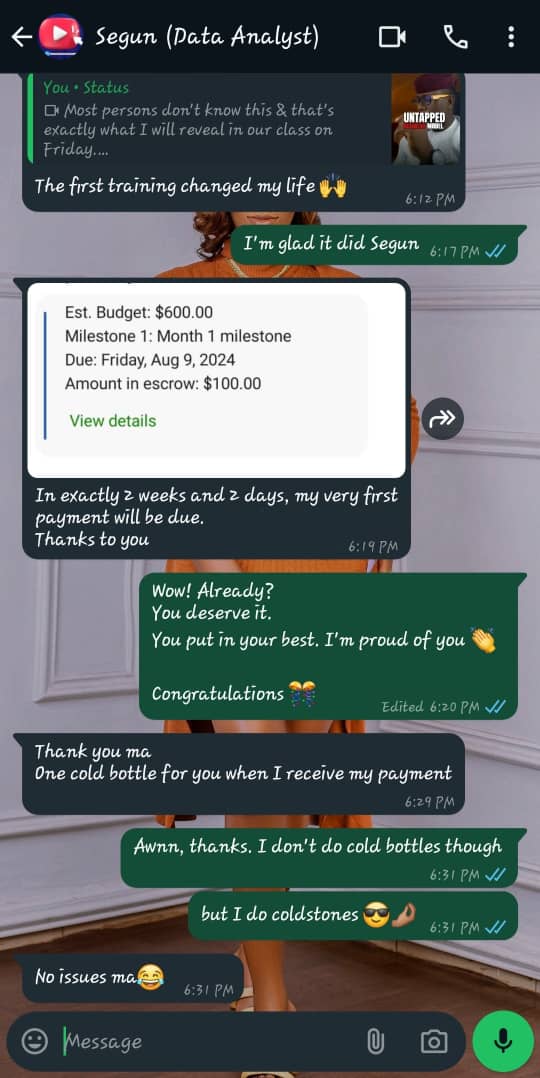 Segun (Data Analyst)
You • Status
Most persons don't know this & that's
exactly what I will reveal in our class on
Friday....
UNTAPPED
The first training changed my life 🙌
6:12 PM
I'm glad it did Segun
6:17 PM
Est. Budget: $600.00
Milestone 1: Month 1 milestone
Due: Friday, Aug 9, 2024
Amount in escrow: $100.00
View details
In exactly 2 weeks and 2 days, my very first
payment will be due.
Thanks to you
6:19 PM
Wow! Already?
You deserve it.
You put in your best. I'm proud of you 👏
Congratulations 🎊
Edited 6:20 PM
Thank you ma
One cold bottle for you when I receive my payment
6:29 PM
Awnn, thanks. I don't do cold bottles though
6:31 PM
but I do coldstones 😎🤌🏾
6:31 PM
No issues ma😂
6:31 PM
Message